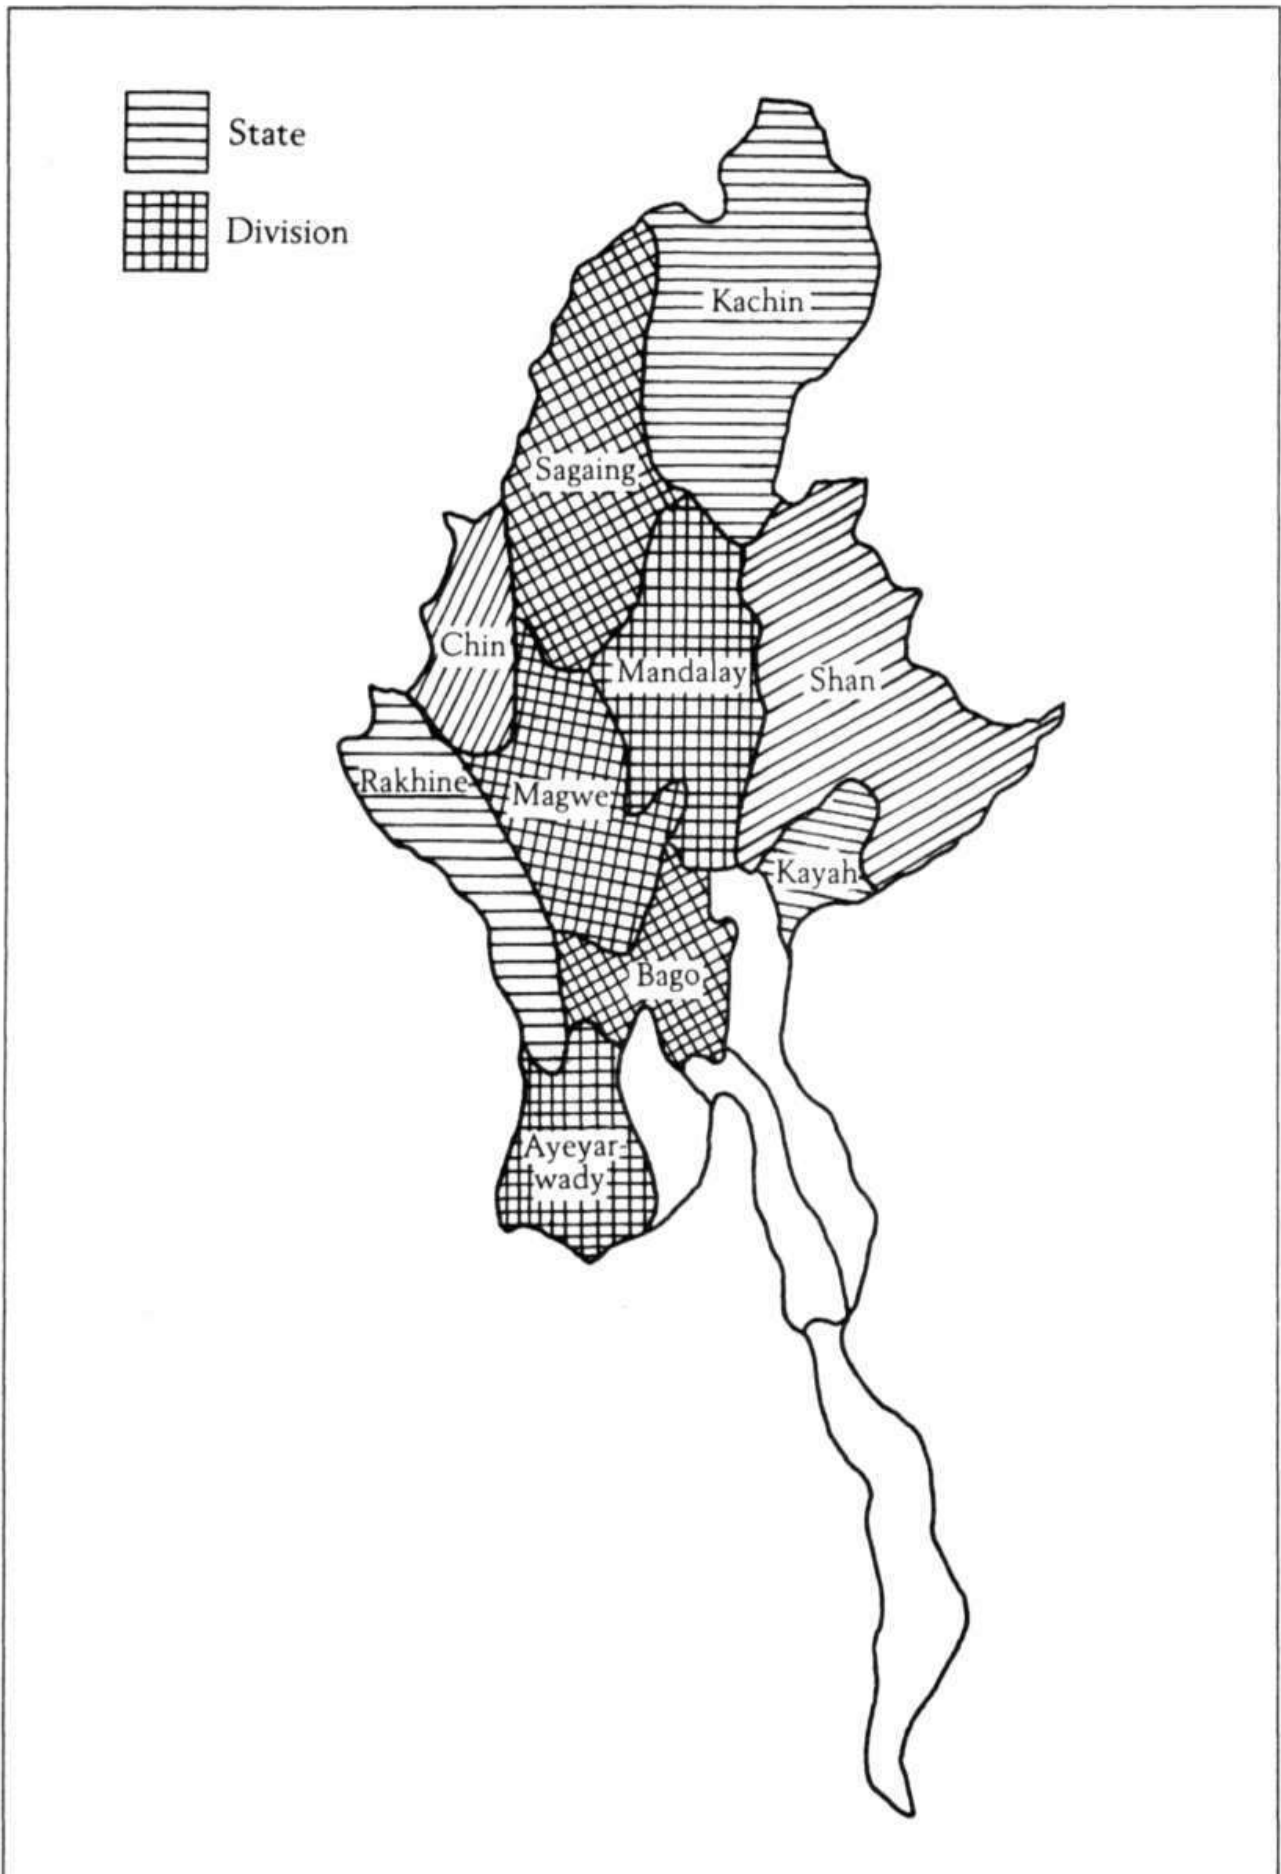 State
Division
Kachin
Sagaing
Chin
Mandalay
Shan
Rakhine
Magwe
Kayah
Bago
Ayeyar-
wady